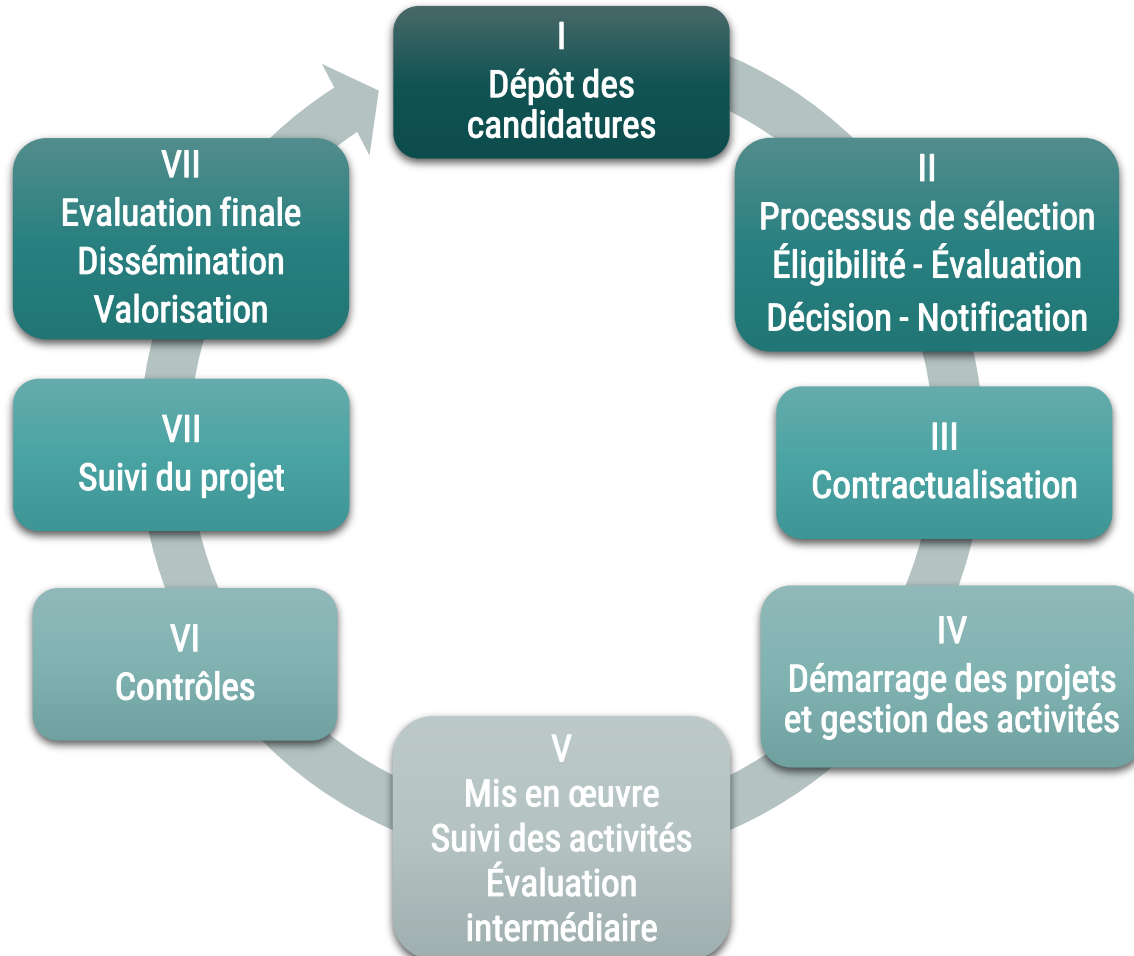 I
Dépôt des
candidatures
II
Processus de sélection
Éligibilité - Évaluation
Décision - Notification
III
Contractualisation
IV
Démarrage des projets
et gestion des activités
V
Mis en œuvre
Suivi des activités
Évaluation
intermédiaire
VI
Contrôles
VII
Suivi du projet
VII
Evaluation finale
Dissémination
Valorisation